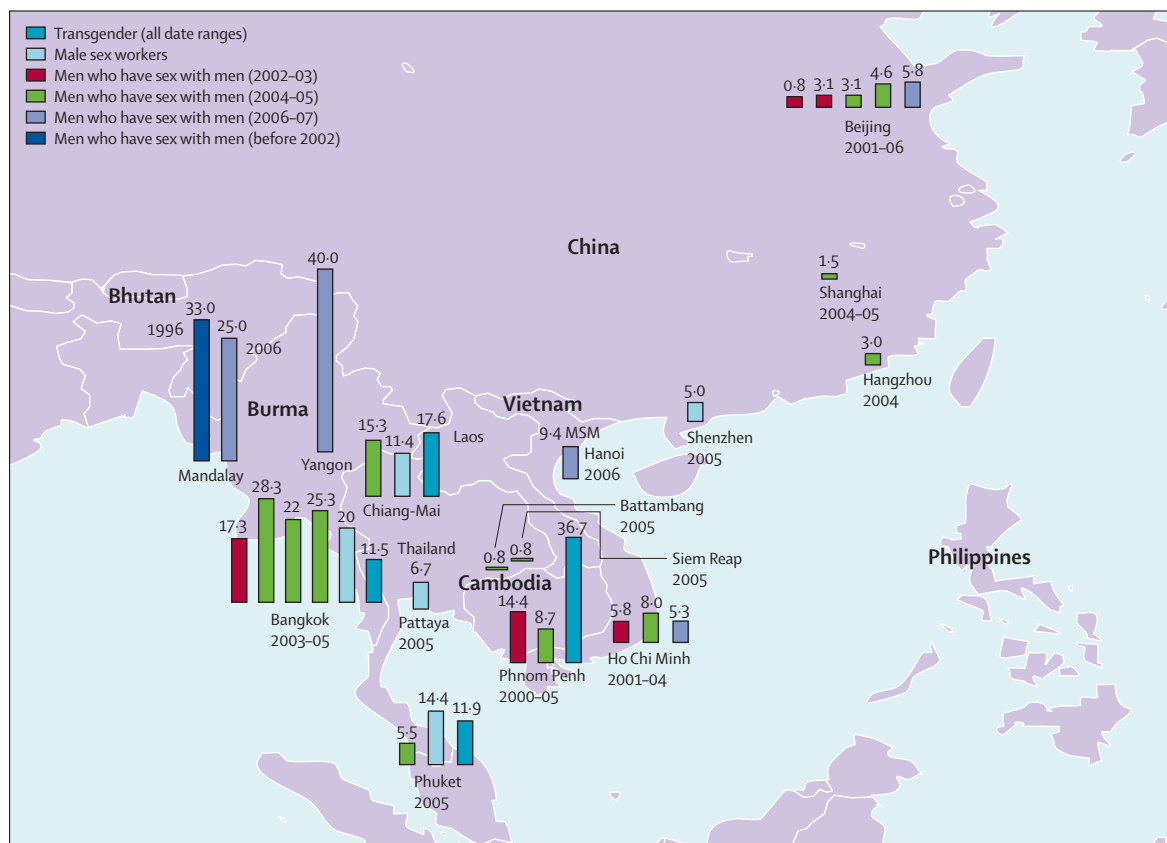 Transgender (all date ranges)
Male sex workers
Men who have sex with men (2002–03)
Men who have sex with men (2004–05)
Men who have sex with men (2006–07)
Men who have sex with men (before 2002)
0·8
3·1
3·1
4·6
5·8
Beijing
2001–06
China
1·5
Shanghai
2004–05
3·0
Hangzhou
2004
5·0
Shenzhen
2005
Bhutan
1996
33·0
25·0
2006
Mandalay
Burma
40·0
Yangon
15·3
11·4
17·6
Chiang-Mai
Laos
Vietnam
9·4 MSM
Hanoi
2006
17·3
28·3
22
25·3
20
11·5
Bangkok
2003–05
Thailand
6·7
Pattaya
2005
Battambang
2005
0·8
0·8
Siem Reap
2005
Cambodia
14·4
8·7
36·7
Phnom Penh
2000–05
5·8
8·0
5·3
Ho Chi Minh
2001–04
Philippines
5·5
14·4
11·9
Phuket
2005